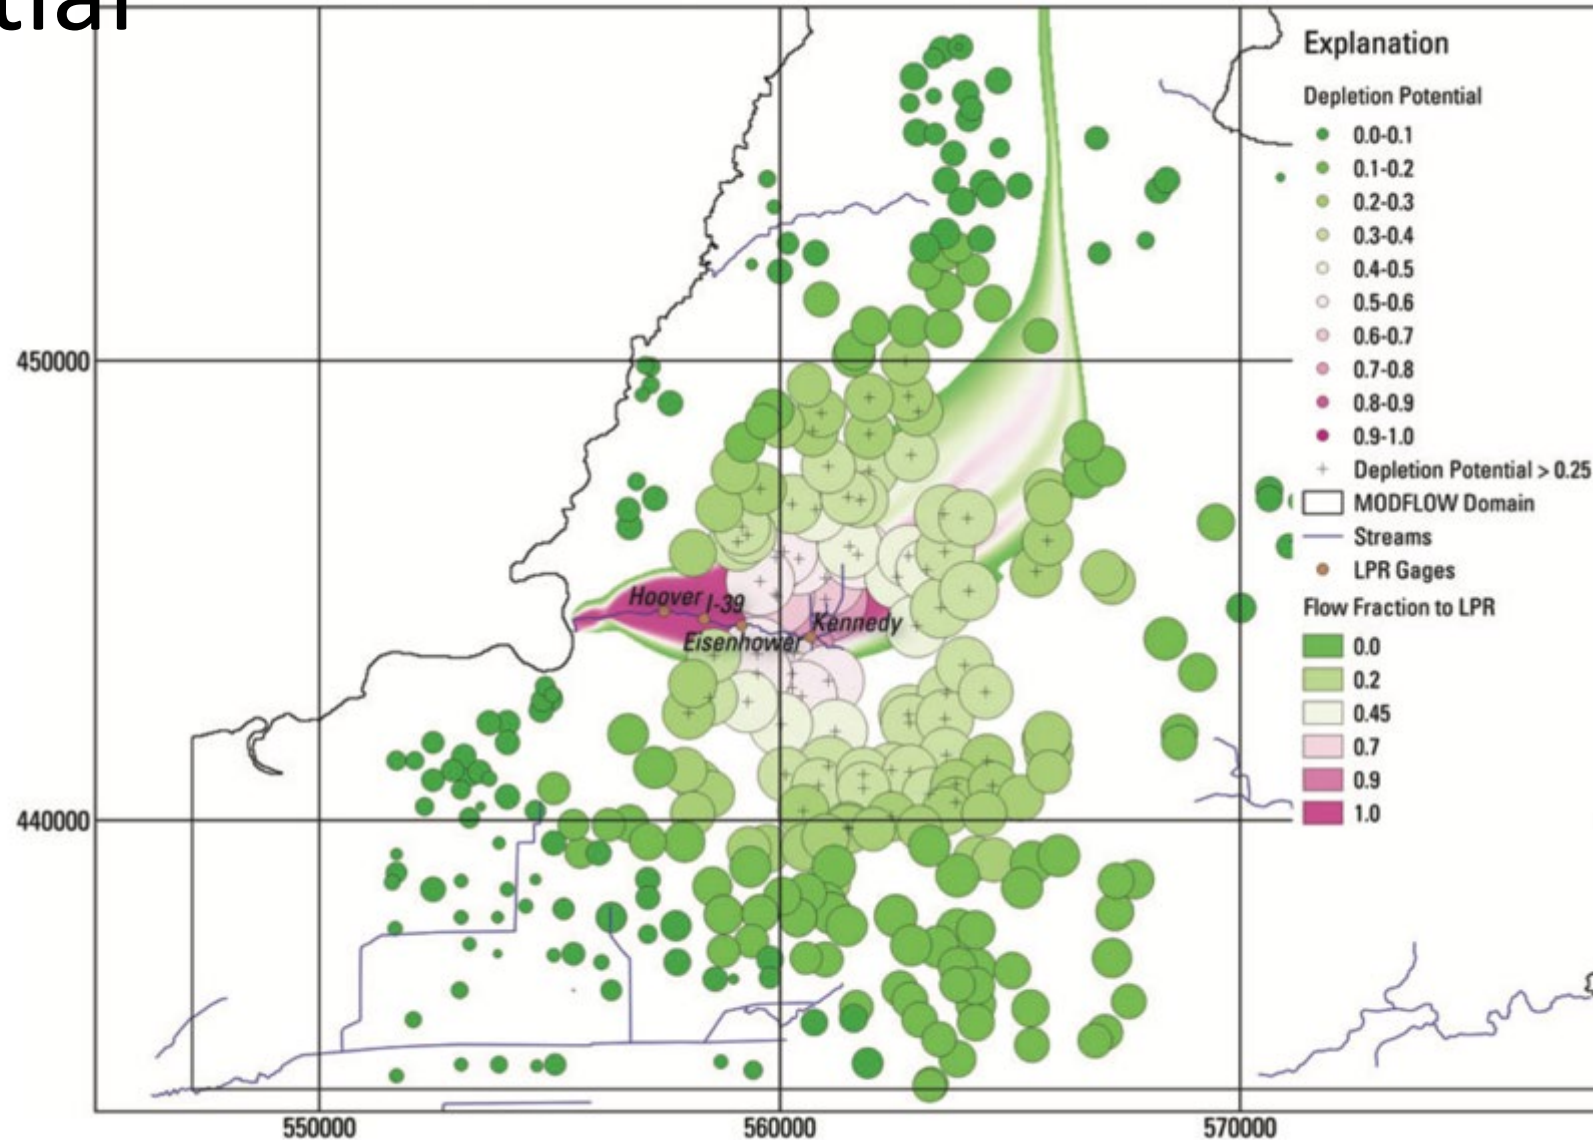 tial
Explanation
Depletion Potential
0.0-0.1
0.1-0.2
0.2-0.3
0.3-0.4
0.4-0.5
0.5-0.6
0.6-0.7
0.7-0.8
0.8-0.9
0.9-1.0
Depletion Potential > 0.25
MODFLOW Domain
Streams
LPR Gages
Flow Fraction to LPR
0.0
0.2
0.45
0.7
0.9
1.0
450000
Hoover I-39
Eisenhower Kennedy
440000
550000 560000 570000